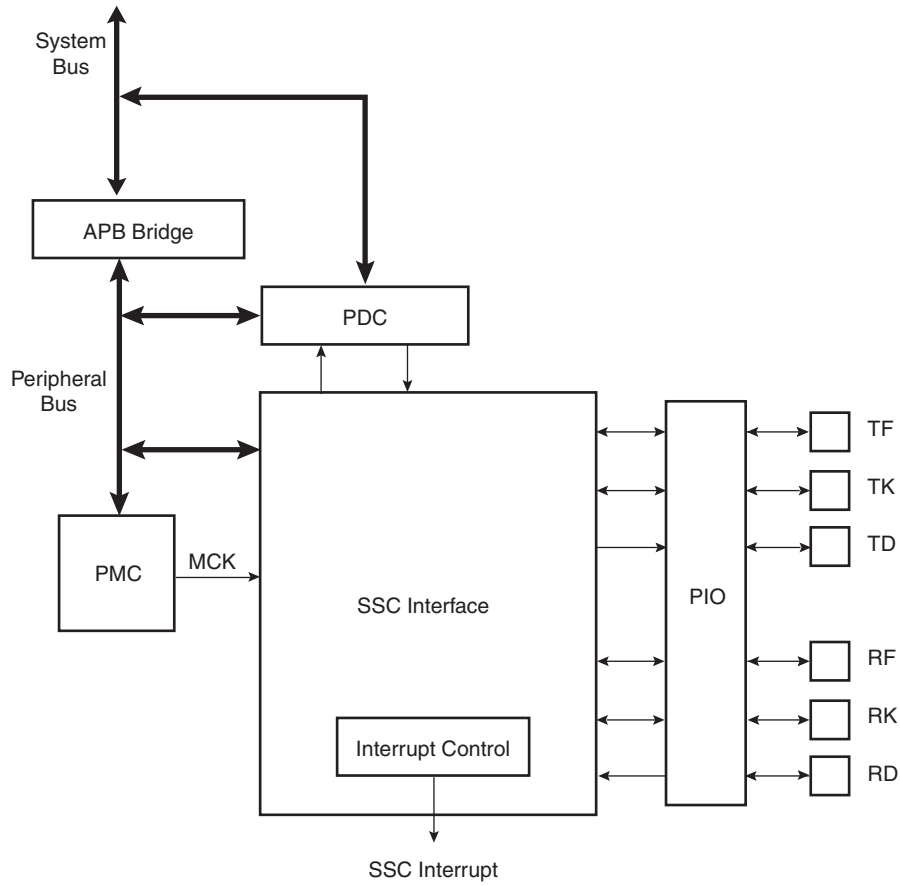 System
Bus
APB Bridge
PDC
Peripheral
Bus
TF
TK
PMC
MCK
TD
SSC Interface
PIO
RF
RK
Interrupt Control
RD
SSC Interrupt